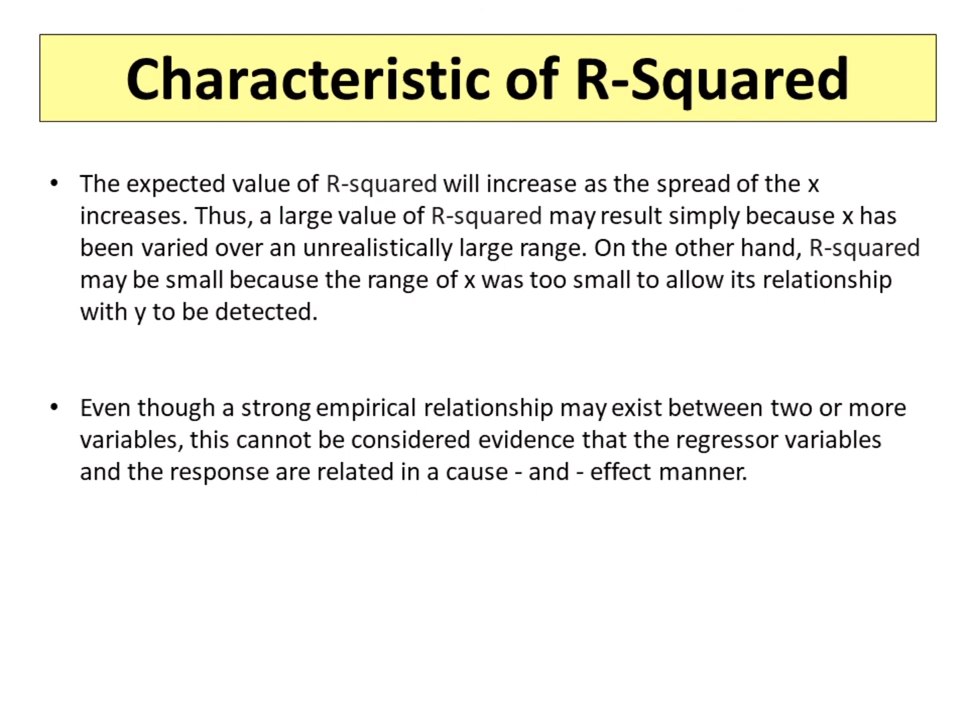 Characteristic of R-Squared
• The expected value of R-squared will increase as the spread of the x
increases. Thus, a large value of R-squared may result simply because x has
been varied over an unrealistically large range. On the other hand, R-squared
may be small because the range of x was too small to allow its relationship
with y to be detected.
• Even though a strong empirical relationship may exist between two or more
variables, this cannot be considered evidence that the regressor variables
and the response are related in a cause - and - effect manner.